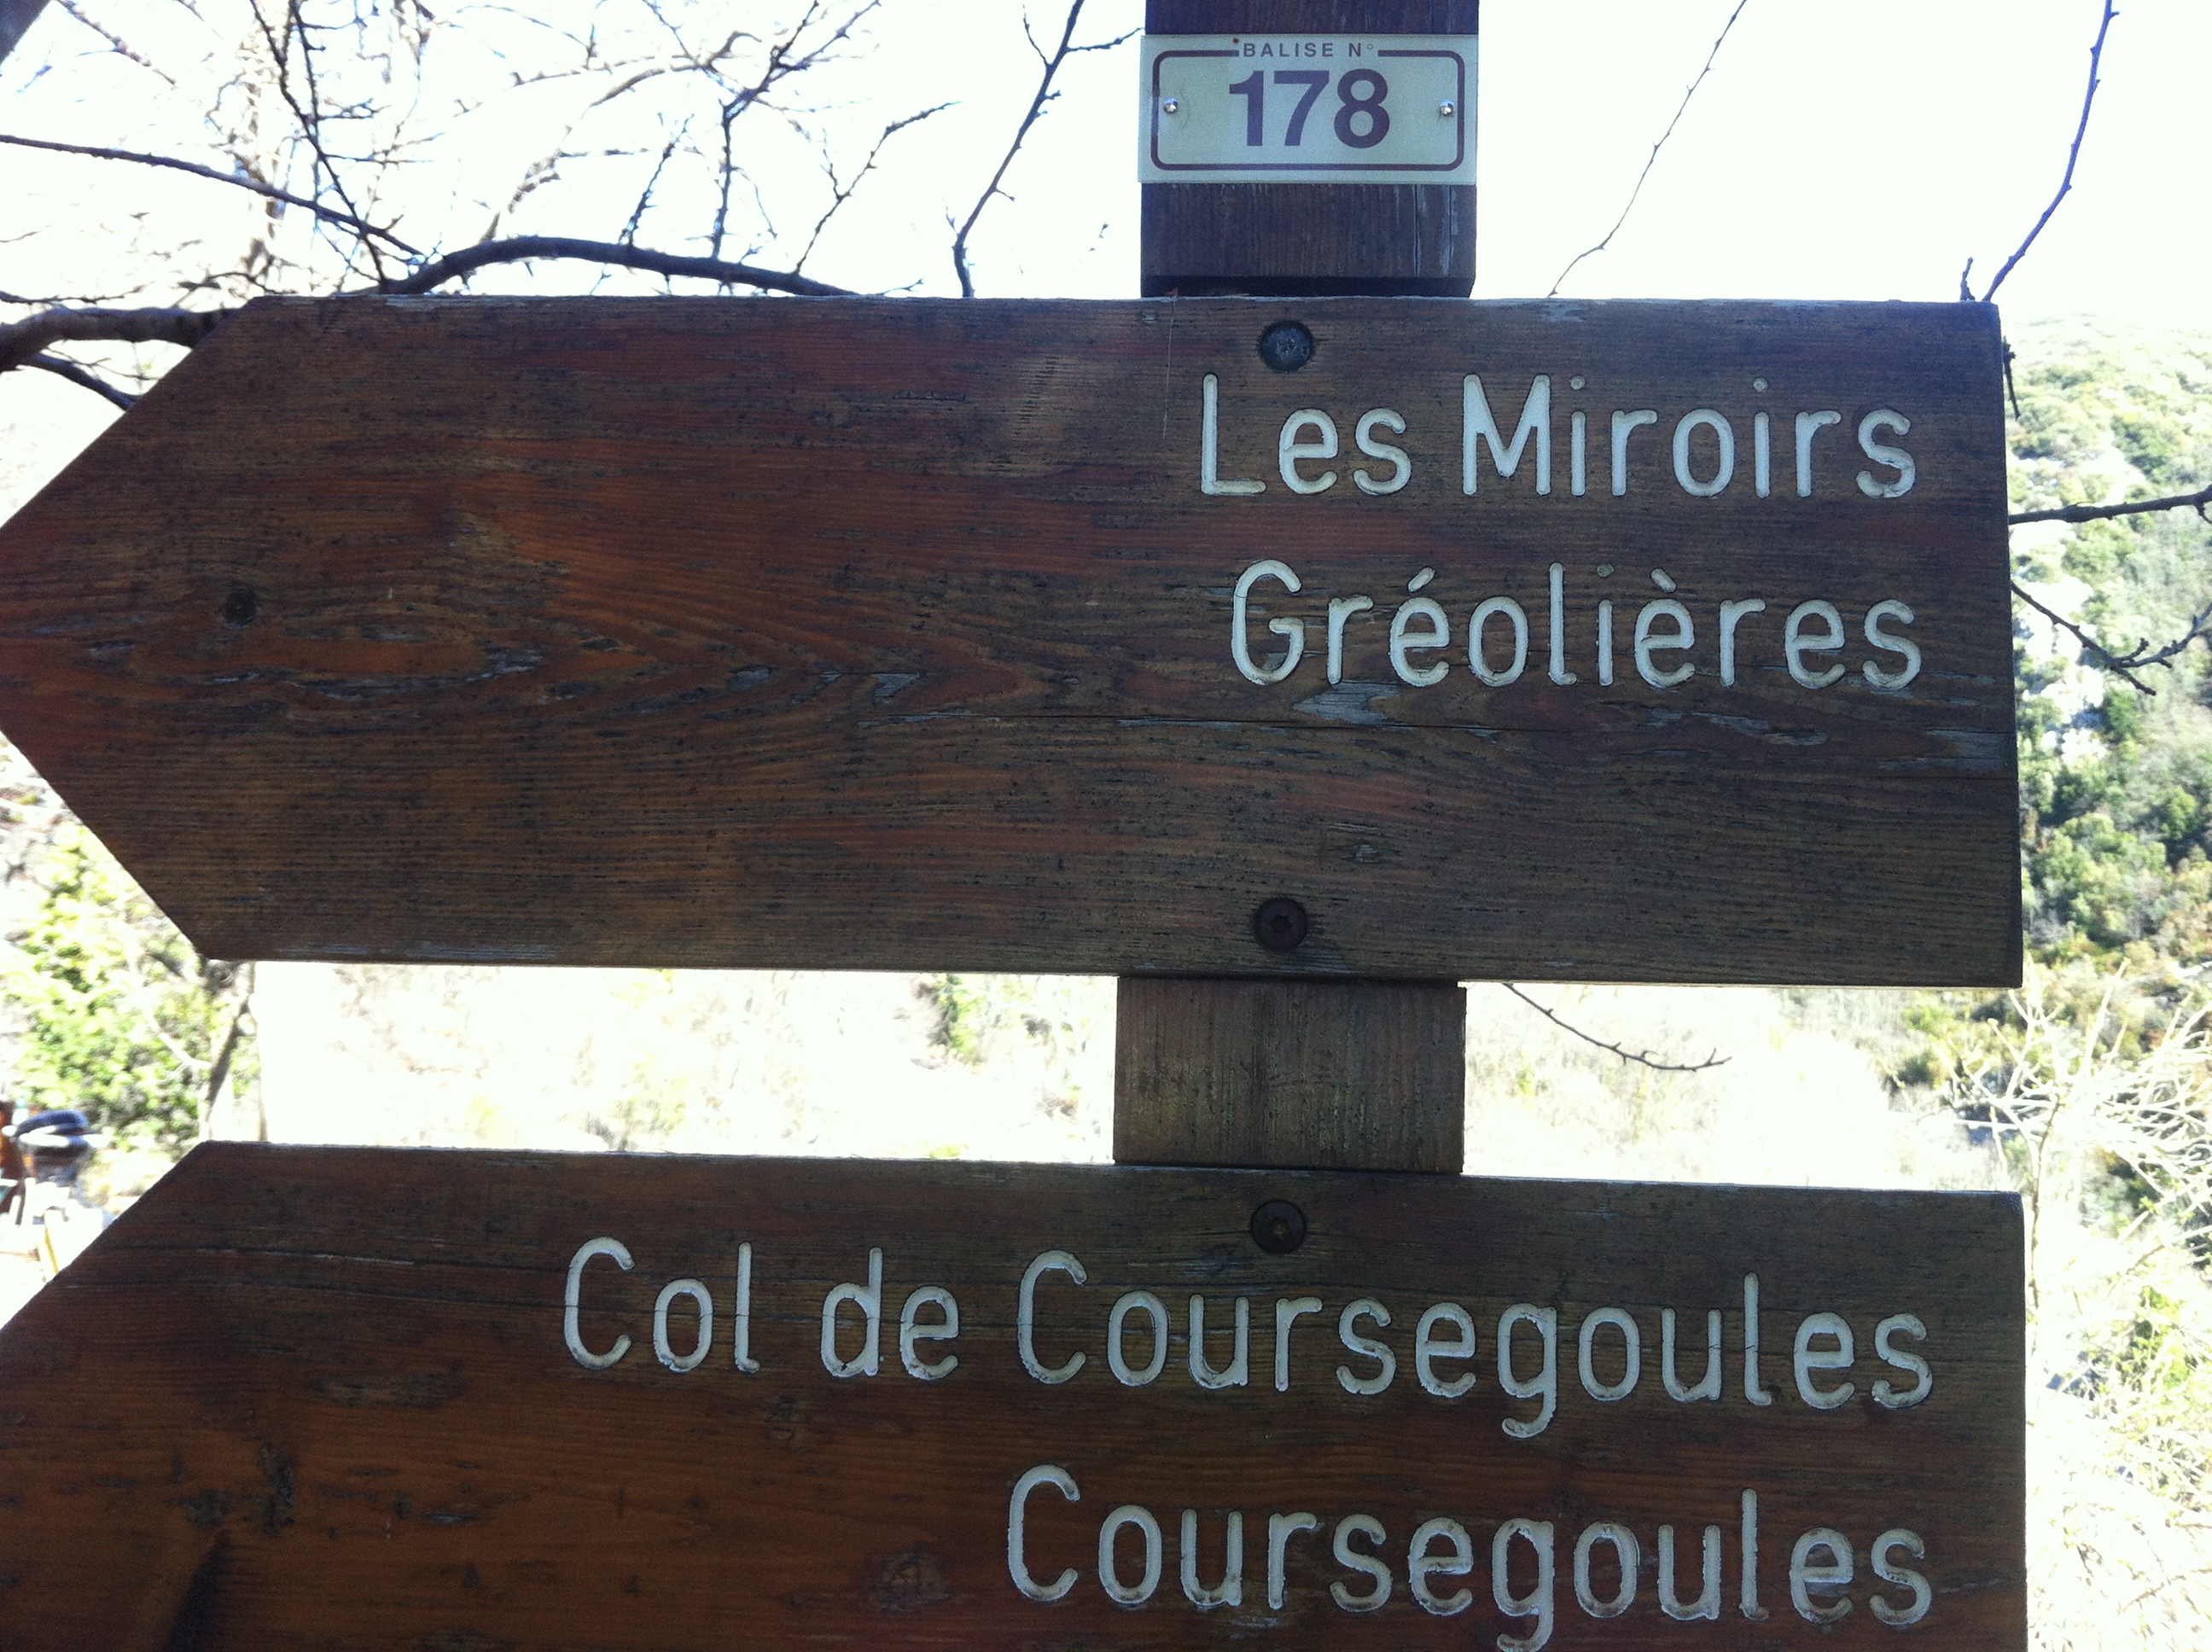 BALISE N°
178
Les Miroirs
Gréolières
Col de Coursegoules
Coursegoules